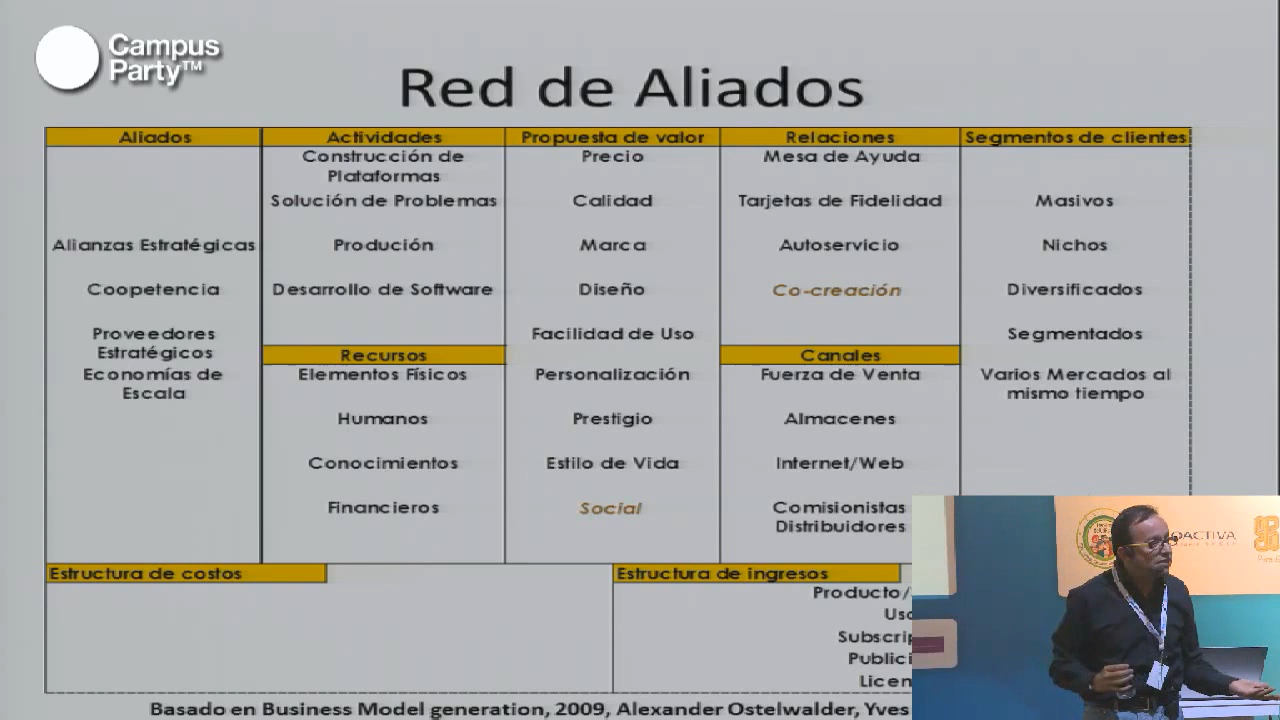 Campus
Party™
Red de Aliados
Aliados
Alianzas Estratégicas
Coopetencia
Proveedores
Estratégicos
Economías de
Escala
Actividades
Construcción de
Plataformas
Solución de Problemas
Produción
Desarrollo de Software
Recursos
Elementos Físicos
Humanos
Conocimientos
Financieros
Propuesta de valor
Precio
Calidad
Marca
Diseño
Facilidad de Uso
Personalización
Prestigio
Estilo de Vida
Social
Relaciones
Mesa de Ayuda
Tarjetas de Fidelidad
Autoservicio
Co-creación
Canales
Fuerza de Venta
Almacenes
Internet/Web
Comisionistas
Distribuidores
Segmentos de clientes
Masivos
Nichos
Diversificados
Segmentados
Varios Mercados al
mismo tiempo
Estructura de costos
Estructura de ingresos
Producto/
Basado en Business Model generation, 2009, Alexander Ostelwalder, Yves